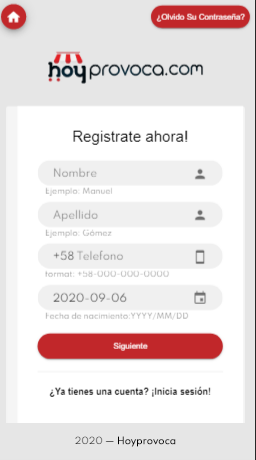 ¿Olvido Su Contraseña?
hoyprovoca.com
Registrate ahora!
Nombre
Ejemplo: Manuel
Apellido
Ejemplo: Gómez
+58 Telefono
format: +58-000-000-0000
2020-09-06
Fecha de nacimiento:YYYY/MM/DD
Siguiente
¿Ya tienes una cuenta? ¡Inicia sesión!
2020 — Hoyprovoca